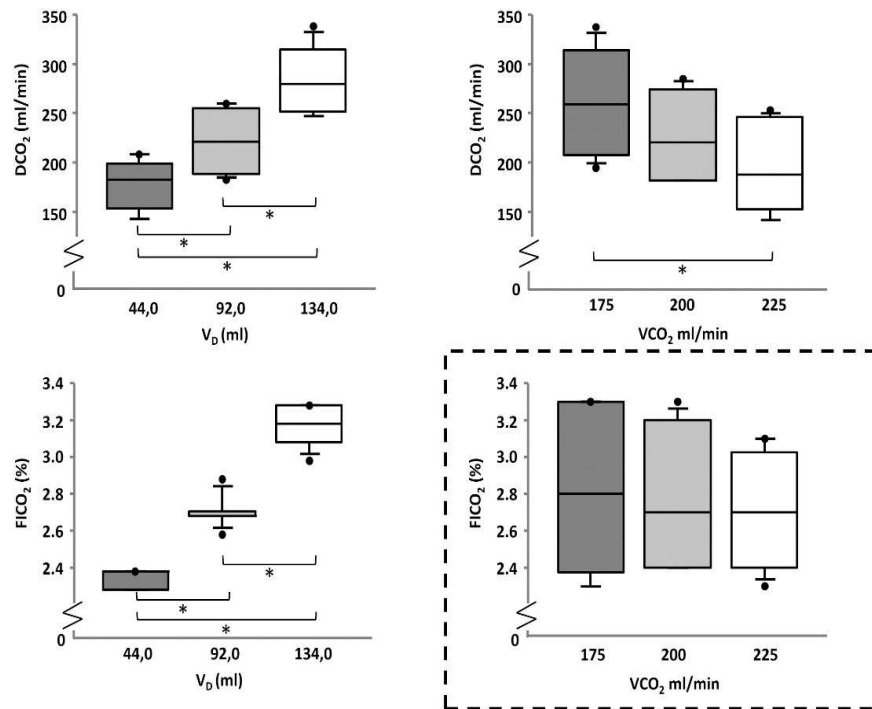 350
300
250
200
150
0
DCO₂ (ml/min)
*
*
*
44,0 92,0 134,0
V_D (ml)
350
300
250
200
150
0
DCO₂ (ml/min)
*
175 200 225
VCO₂ ml/min
3.4
3.2
3.0
2.8
2.6
2.4
0
FICO₂ (%)
*
*
*
44,0 92,0 134,0
V_D (ml)
3.4
3.2
3.0
2.8
2.6
2.4
0
FICO₂ (%)
175 200 225
VCO₂ ml/min